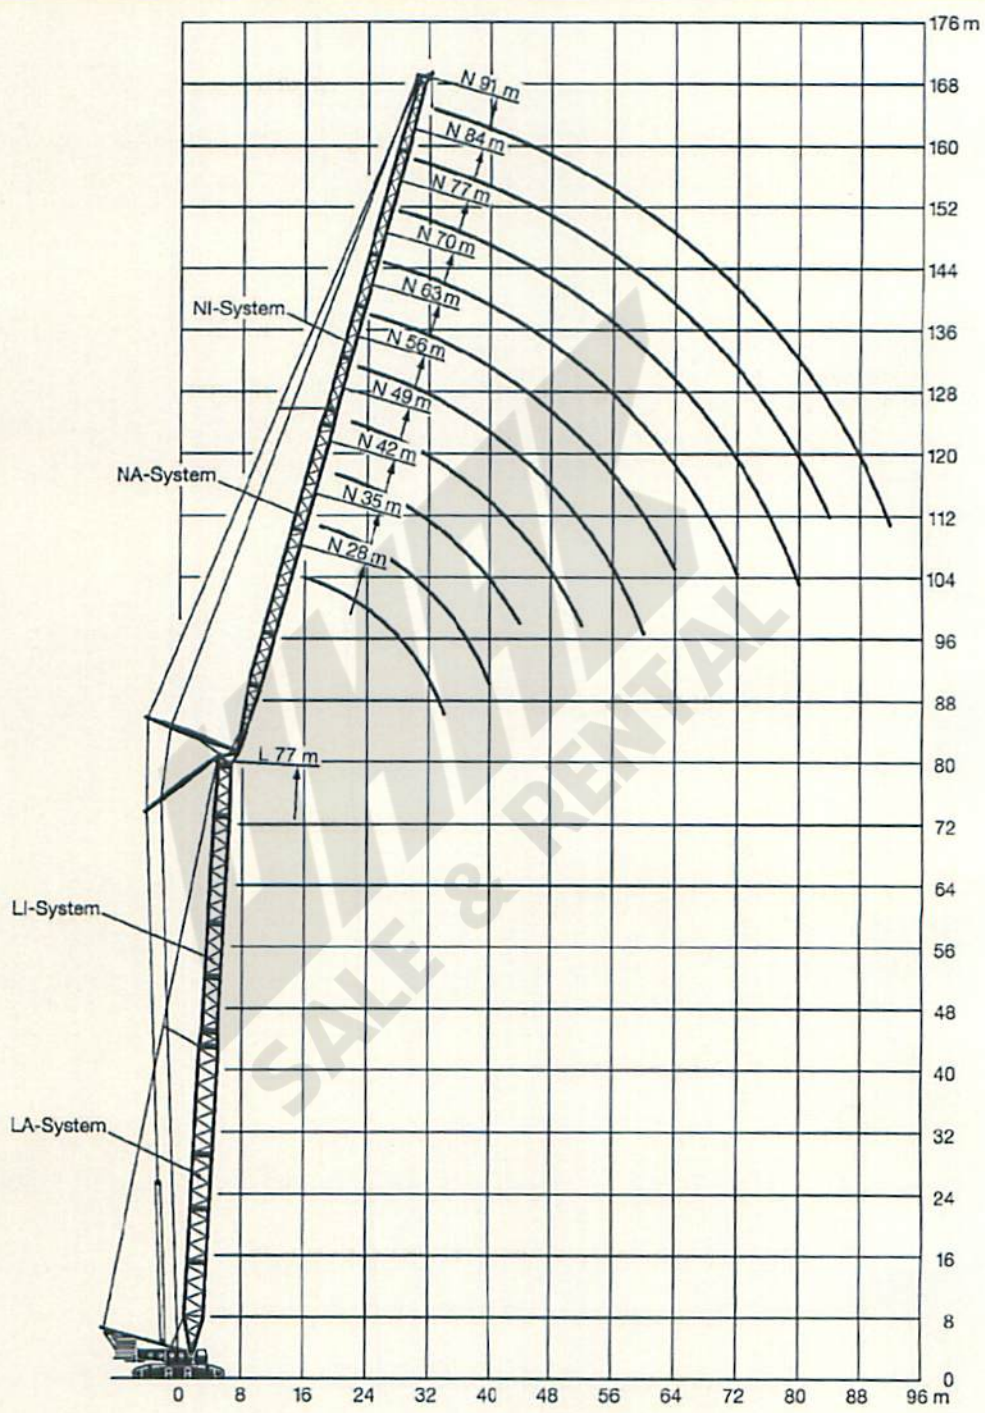 176 m
N 91 m
168
N 84 m
160
N 77 m
152
N 70 m
144
N 63 m
NI-System
136
N 56 m
128
N 49 m
120
N 42 m
NA-System
N 35 m
112
N 28 m
104
96
88
L 77 m
80
72
64
LI-System
56
48
40
LA-System
32
24
16
8
0
0 8 16 24 32 40 48 56 64 72 80 88 96 m
SALE & RENTAL